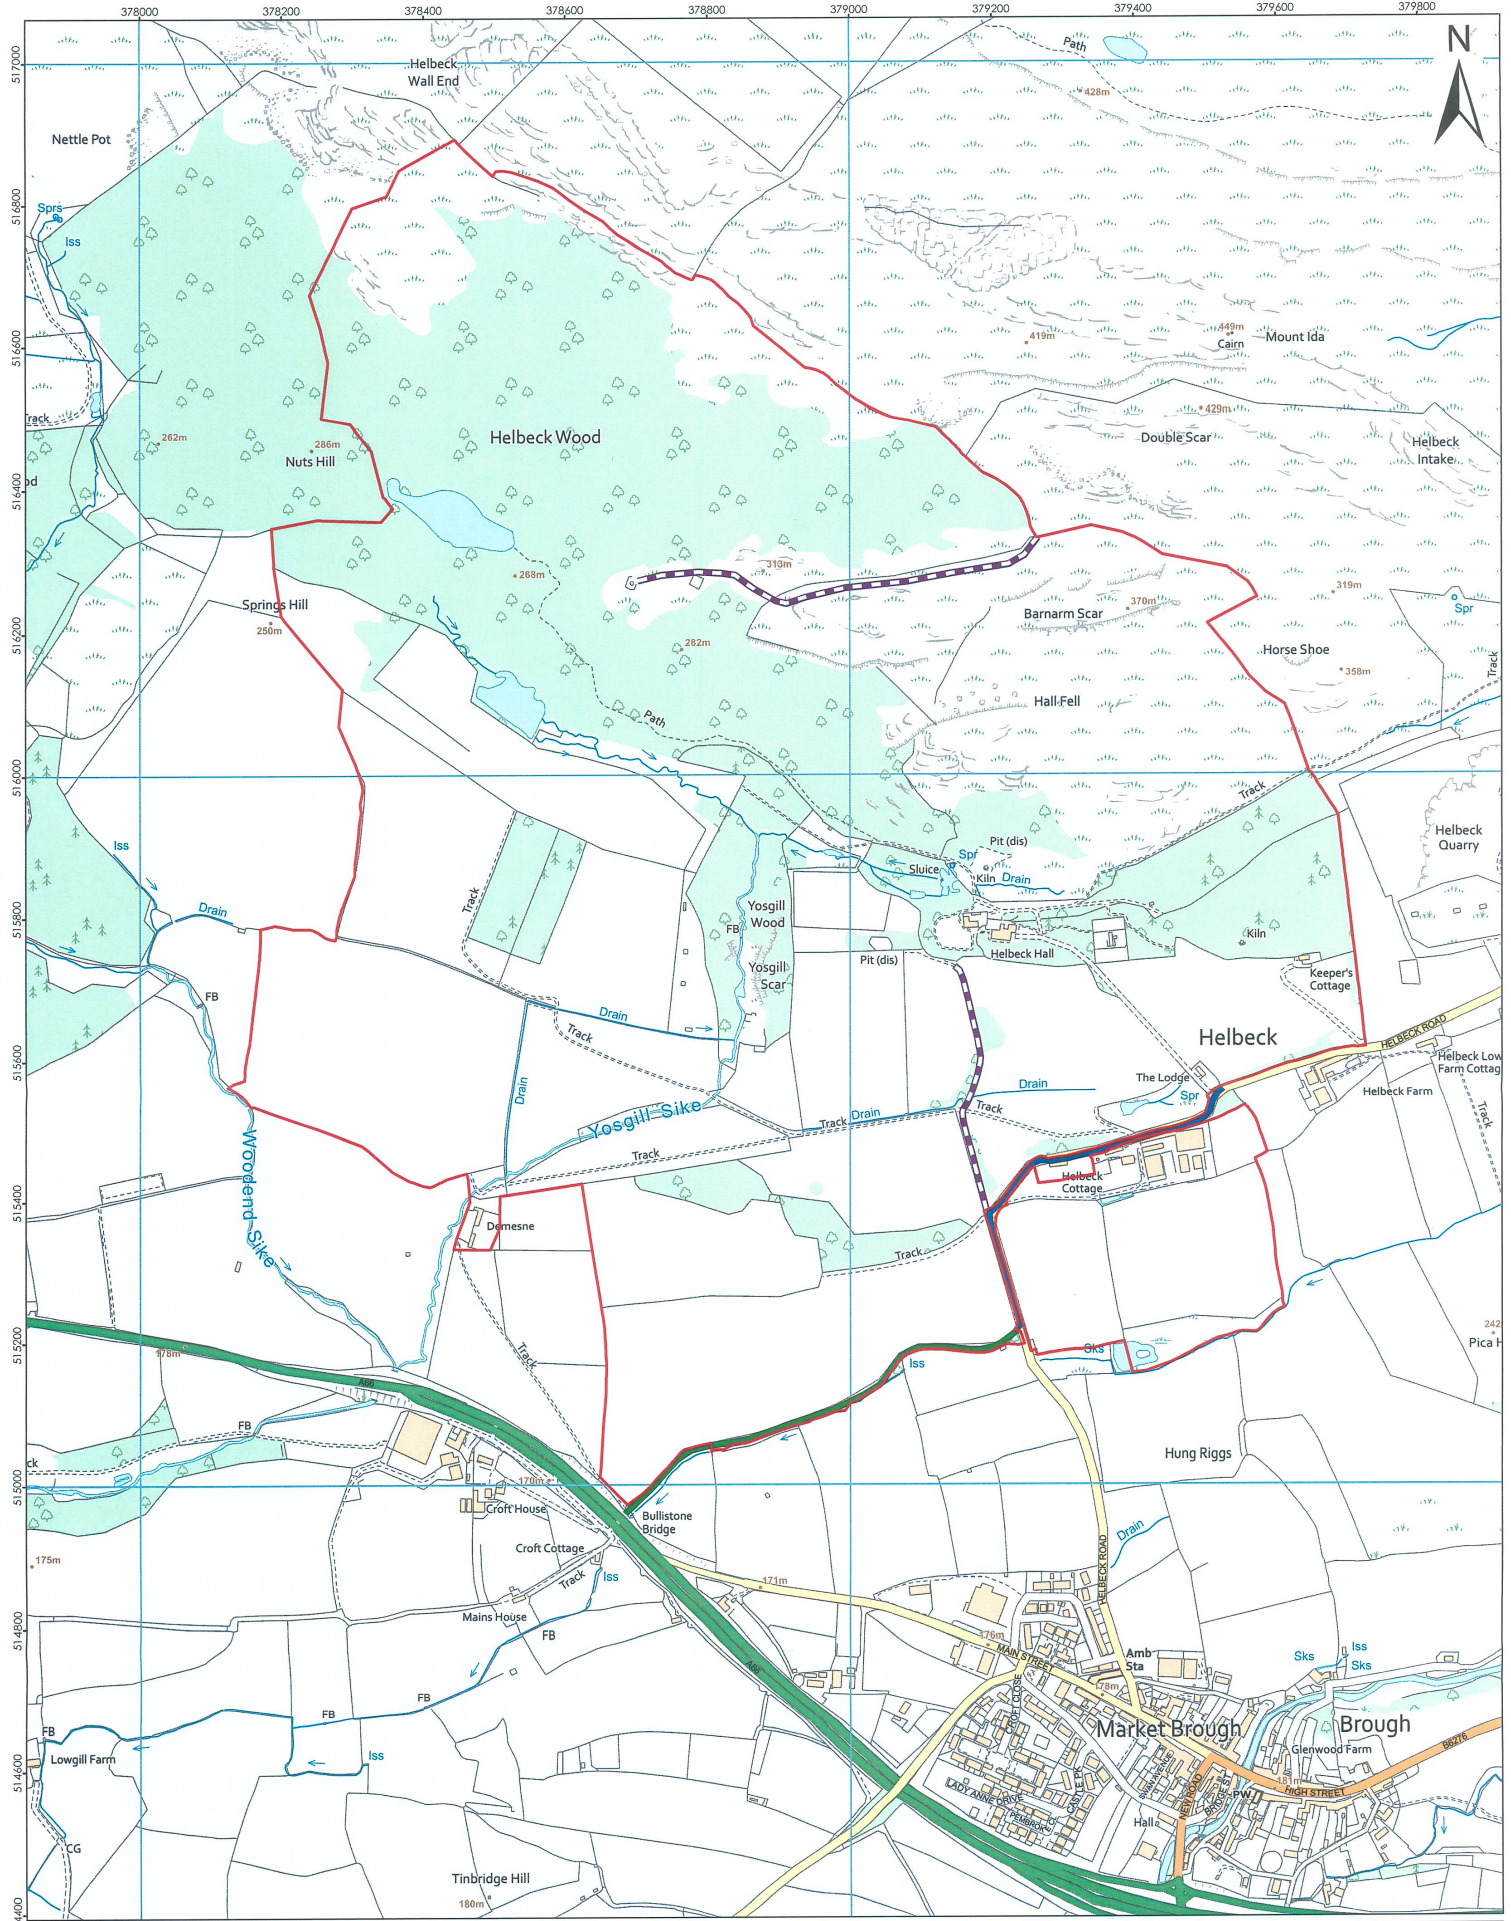 378000
378200
378400
378600
378800
379000
379200
379400
379600
379800
N
517000
516800
516600
516400
516200
516000
515800
515600
515400
515200
515000
514800
514600
4400
Path
428m
Helbeck
Wall End
Nettle Pot
Sprs
Iss
449m
Cairn
Mount Ida
419m
429m
Double Scar
Helbeck
Intake
Track
262m
286m
Nuts Hill
Helbeck Wood
od
268m
313m
319m
Spr
370m
Barnarm Scar
Springs Hill
250m
282m
Horse Shoe
358m
Track
Hall Fell
Path
Track
Iss
Helbeck
Quarry
Pit (dis)
Spr
Sluice
Kiln
Drain
Track
Drain
Yosgill
Wood
FB
Kiln
Helbeck Hall
Pit (dis)
Yosgill
Scar
Keeper's
Cottage
FB
Drain
Track
Helbeck
HELBECK ROAD
Helbeck Low
Farm Cottag
The Lodge
Drain
Spr
Helbeck Farm
Drain
Track
Yosgill Sike
Track
Drain
Track
Track
Woodend Sike
Helbeck
Cottage
Demesne
Track
178m
Track
Iss
Sks
242
Pica H
A66
FB
ck
Hung Riggs
170m
Croft House
Bullistone
Bridge
Croft Cottage
Drain
HELBECK ROAD
175m
Track
Iss
171m
Mains House
FB
176m
MAIN STREET
Amb
Sta
Sks
Iss
Sks
A66
178m
FB
FB
FB
CROFT CLOSE
Market Brough
Brough
B6276
Glenwood Farm
Lowgill Farm
Iss
181m
HIGH STREET
LADY ANNE DRIVE
CASTLE PK
SWAN AVENUE
NEW ROAD
BRIDGE ST
PW
PEMBROKE
Hall
CG
Tinbridge Hill
180m